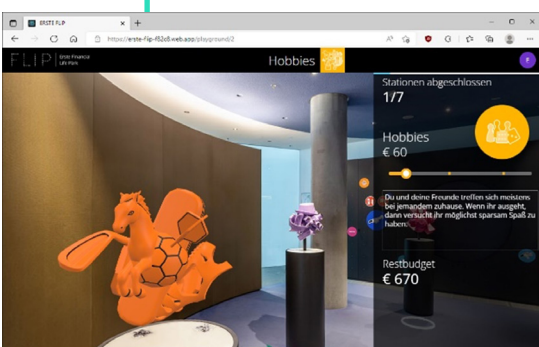 ERSTE FLiP
https://erste-flip-f52c8.web.app/playground/2
FLIP Erste Financial
Life Park
Hobbies
Stationen abgeschlossen
1/7
Hobbies
€ 60
Du und deine Freunde treffen sich meistens
bei jemandem zuhause. Wenn ihr ausgeht,
dann versucht ihr möglichst sparsam Spaß zu
haben.
Restbudget
€ 670